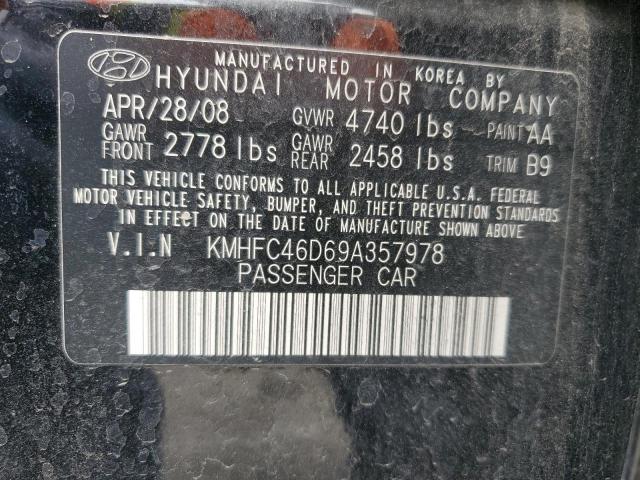 MANUFACTURED IN KOREA BY
HYUNDAI MOTOR COMPANY
APR/28/08 GVWR 4740 lbs PAINT AA
GAWR FRONT 2778 lbs GAWR REAR 2458 lbs TRIM B9
THIS VEHICLE CONFORMS TO ALL APPLICABLE U.S.A. FEDERAL
MOTOR VEHICLE SAFETY, BUMPER, AND THEFT PREVENTION STANDARDS
IN EFFECT ON THE DATE OF MANUFACTURE SHOWN ABOVE.
V.I.N KMHFC46D69A357978
PASSENGER CAR